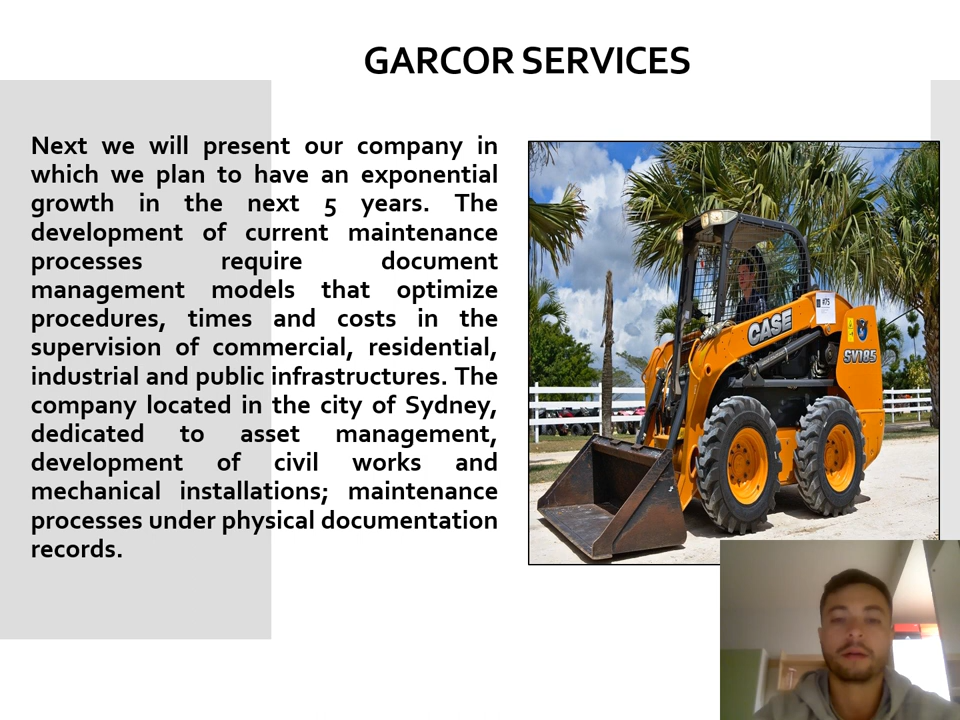 GARCOR SERVICES
Next we will present our company in
which we plan to have an exponential
growth in the next 5 years. The
development of current maintenance
processes require document
management models that optimize
procedures, times and costs in the
supervision of commercial, residential,
industrial and public infrastructures. The
company located in the city of Sydney,
dedicated to asset management,
development of civil works and
mechanical installations; maintenance
processes under physical documentation
records.
#75
CASE
SV185